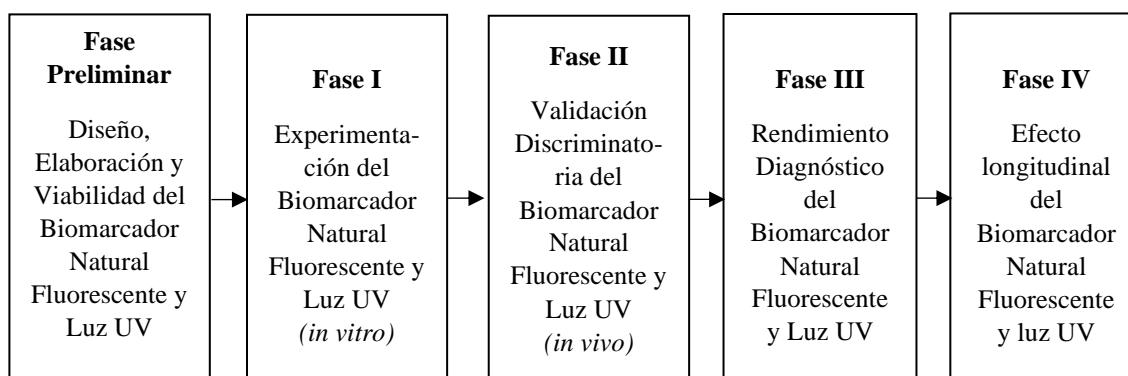 Fase
Preliminar
Diseño,
Elaboración y
Viabilidad del
Biomarcador
Natural
Fluorescente y
Luz UV
Fase I
Experimenta-
ción del
Biomarcador
Natural
Fluorescente y
Luz UV
(in vitro)
Fase II
Validación
Discriminato-
ria del
Biomarcador
Natural
Fluorescente y
Luz UV
(in vivo)
Fase III
Rendimiento
Diagnóstico
del
Biomarcador
Natural
Fluorescente
y Luz UV
Fase IV
Efecto
longitudinal
del
Biomarcador
Natural
Fluorescente
y luz UV